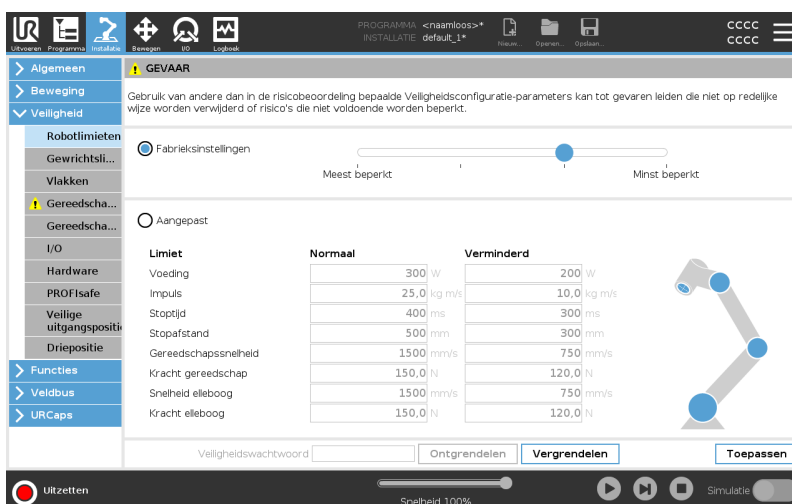 PROGRAMMA <naamloos>*
INSTALLATIE default_1*
CCCC
CCCC
Uitvoeren Programma Installatie Bewegen I/O Logboek Nieuw... Openen... Opslaan...
Algemeen
Beweging
Veiligheid
Robotlimieten
Gewrichtsli...
Vlakken
Gereedscha...
Gereedscha...
I/O
Hardware
PROFIsafe
Veilige
uitgangspositi
Driepositie
Functies
Veldbus
URCaps
GEVAAR
Gebruik van andere dan in de risicobeoordeling bepaalde Veiligheidsconfiguratie-parameters kan tot gevaren leiden die niet op redelijke
wijze worden verwijderd of risico's die niet voldoende worden beperkt.
Fabrieksinstellingen
Meest beperkt Minst beperkt
Aangepast
Limiet Normaal Verminderd
Voeding 300 W 200 W
Impuls 25,0 kg m/s 10,0 kg m/s
Stoptijd 400 ms 300 ms
Stopafstand 500 mm 300 mm
Gereedschapssnelheid 1500 mm/s 750 mm/s
Kracht gereedschap 150,0 N 120,0 N
Snelheid elleboog 1500 mm/s 750 mm/s
Kracht elleboog 150,0 N 120,0 N
Veiligheidswachtwoord Ontgrendelen Vergrendelen Toepassen
Uitzetten
Snelheid 100%
Simulatie